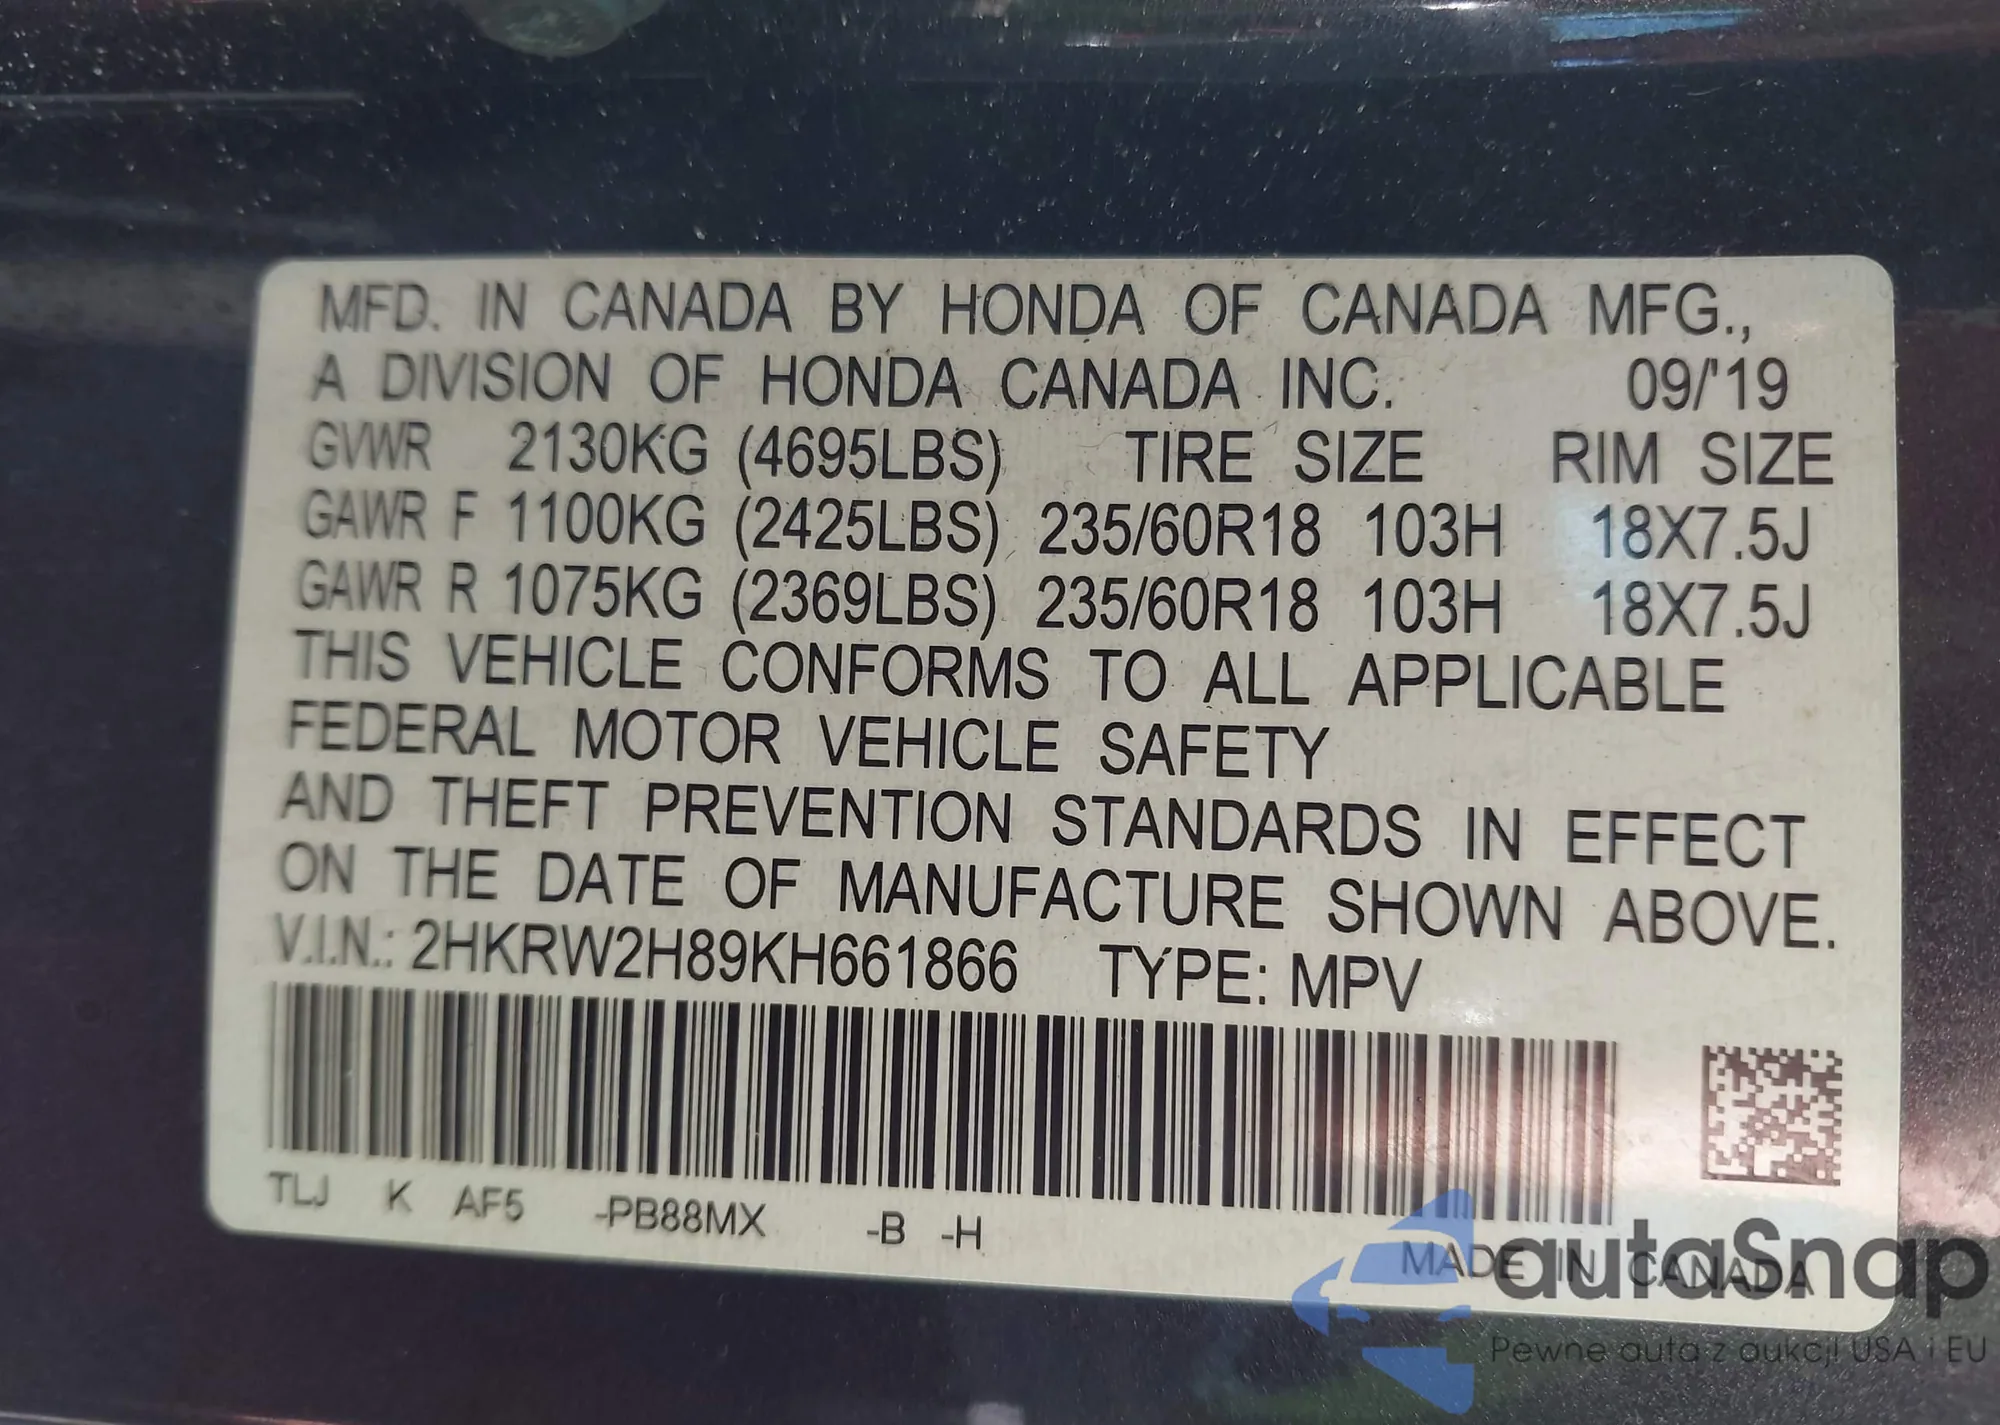 MFD. IN CANADA BY HONDA OF CANADA MFG.,
A DIVISION OF HONDA CANADA INC. 09/'19
GVWR 2130KG (4695LBS) TIRE SIZE RIM SIZE
GAWR F 1100KG (2425LBS) 235/60R18 103H 18X7.5J
GAWR R 1075KG (2369LBS) 235/60R18 103H 18X7.5J
THIS VEHICLE CONFORMS TO ALL APPLICABLE
FEDERAL MOTOR VEHICLE SAFETY
AND THEFT PREVENTION STANDARDS IN EFFECT
ON THE DATE OF MANUFACTURE SHOWN ABOVE.
V.I.N.: 2HKRW2H89KH661866 TYPE: MPV
TLJ K AF5 -PB88MX -B -H
MADE IN CANADA
autaSnap
Pewne auta z aukcji USA i EU